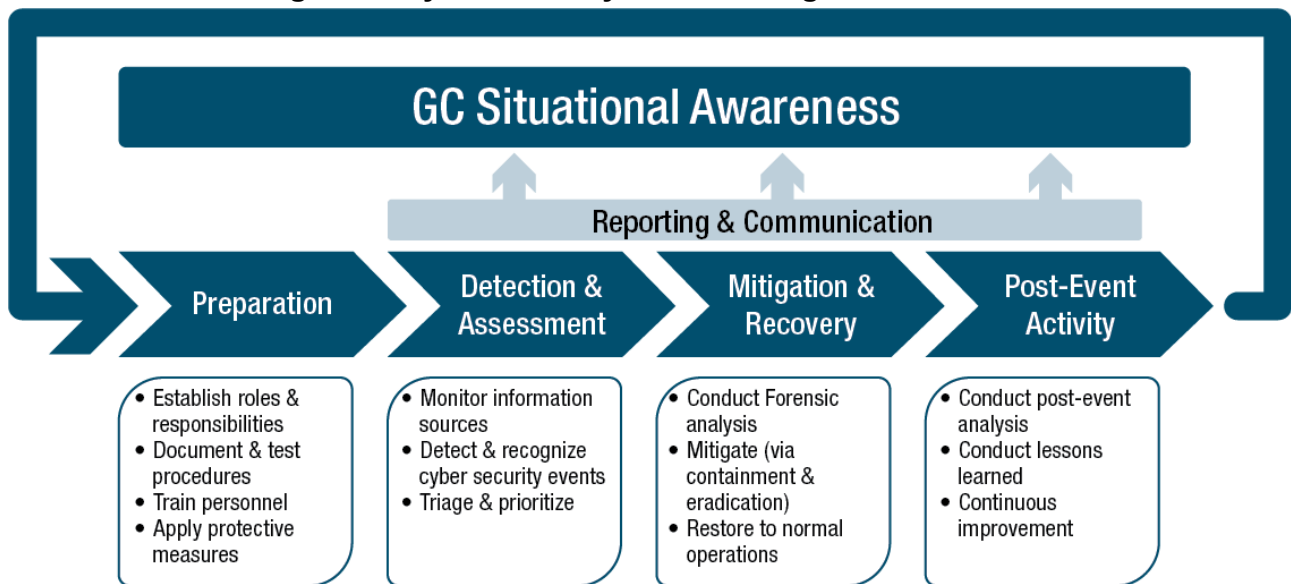 GC Situational Awareness
Reporting & Communication
Preparation
Detection &
Assessment
Mitigation &
Recovery
Post-Event
Activity
• Establish roles &
responsibilities
• Document & test
procedures
• Train personnel
• Apply protective
measures
• Monitor information
sources
• Detect & recognize
cyber security events
• Triage & prioritize
• Conduct Forensic
analysis
• Mitigate (via
containment &
eradication)
• Restore to normal
operations
• Conduct post-event
analysis
• Conduct lessons
learned
• Continuous
improvement